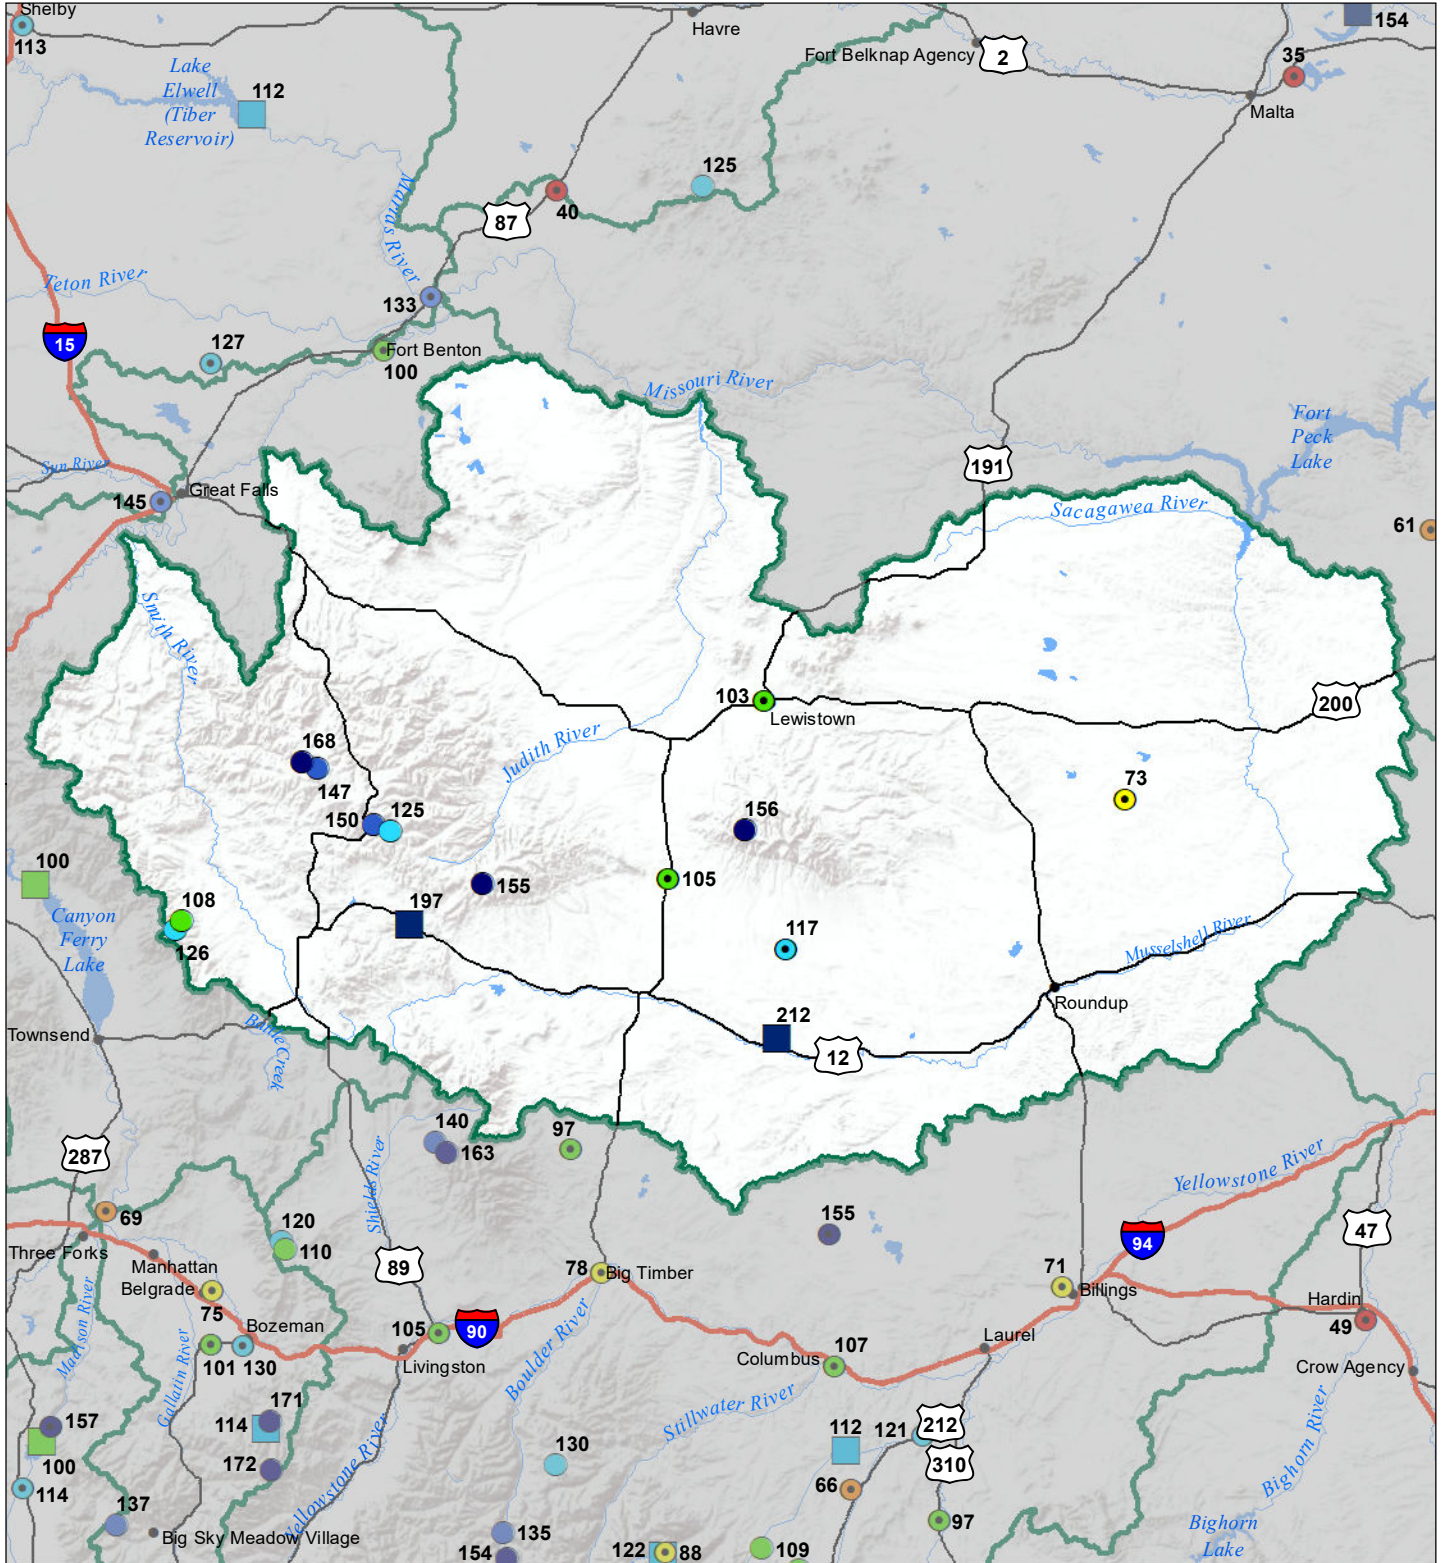 Shelby
113
Havre
Fort Belknap Agency
2
154
35
Malta
Lake
Elwell
(Tiber
Reservoir)
112
125
40
87
Marias River
Teton River
133
15
127
Fort Benton
100
Missouri River
Fort
Peck
Lake
191
Sun River
Great Falls
145
Sacagawea River
61
Smith River
103
Lewistown
200
Judith River
168
147
150
125
156
73
100
155
105
108
126
197
117
Canyon
Ferry
Lake
Musselshell River
Roundup
212
12
Townsend
Battle Creek
140
163
97
287
Shields River
Yellowstone River
69
120
110
155
94
47
Three Forks
Manhattan
Belgrade
75
89
78
Big Timber
71
Billings
Hardin
49
Madison River
Bozeman
105
90
Livingston
101
130
Gallatin River
Boulder River
Columbus
107
Laurel
Crow Agency
Stillwater River
157
100
171
114
172
Yellowstone River
130
112
121
212
310
66
Bighorn River
114
137
Big Sky Meadow Village
135
154
122
88
109
97
Bighorn
Lake